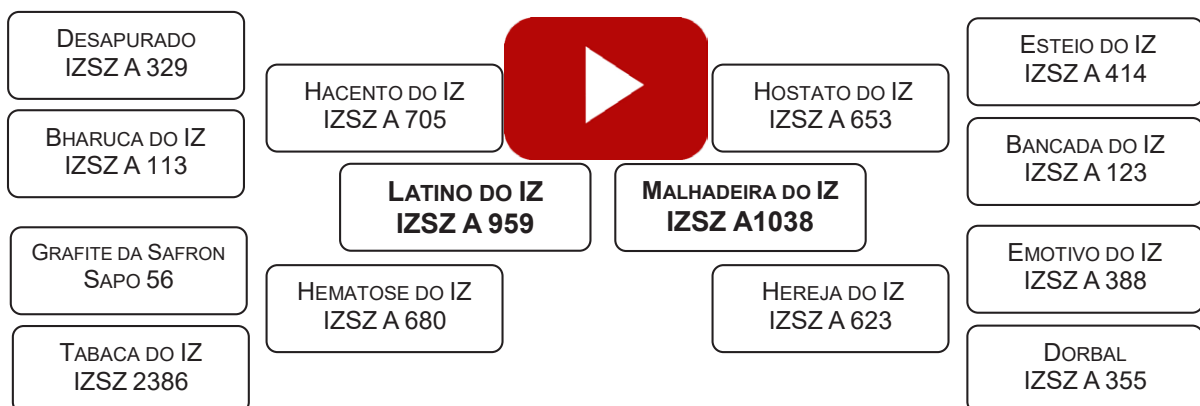 DESAPURADO
IZSZ A 329
BHARUCA DO IZ
IZSZ A 113
GRAFITE DA SAFRON
SAPO 56
TABACA DO IZ
IZSZ 2386
HACENTO DO IZ
IZSZ A 705
HEMATOSE DO IZ
IZSZ A 680
LATINO DO IZ
IZSZ A 959
MALHADEIRA DO IZ
IZSZ A1038
HOSTATO DO IZ
IZSZ A 653
HEREJA DO IZ
IZSZ A 623
ESTEIO DO IZ
IZSZ A 414
BANCADA DO IZ
IZSZ A 123
EMOTIVO DO IZ
IZSZ A 388
DORBAL
IZSZ A 355